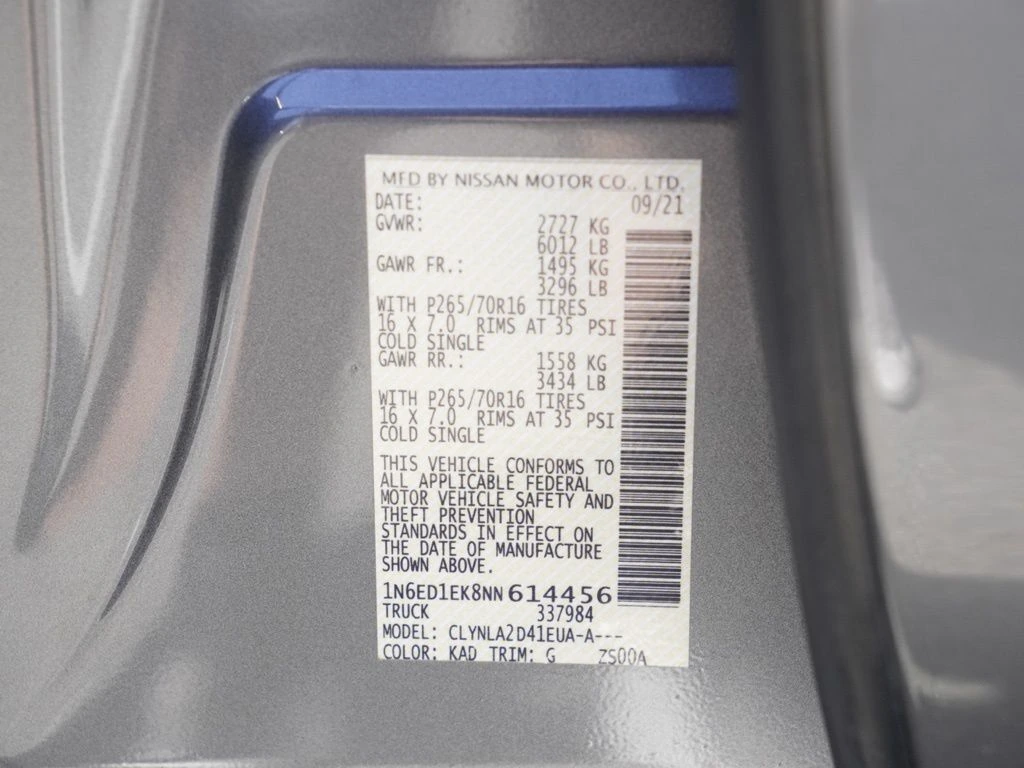 MFD BY NISSAN MOTOR CO., LTD.
DATE: 09/21
GVWR: 2727 KG
6012 LB
GAWR FR.: 1495 KG
3296 LB
WITH P265/70R16 TIRES
16 X 7.0 RIMS AT 35 PSI
COLD SINGLE
GAWR RR.: 1558 KG
3434 LB
WITH P265/70R16 TIRES
16 X 7.0 RIMS AT 35 PSI
COLD SINGLE
THIS VEHICLE CONFORMS TO
ALL APPLICABLE FEDERAL
MOTOR VEHICLE SAFETY AND
THEFT PREVENTION
STANDARDS IN EFFECT ON
THE DATE OF MANUFACTURE
SHOWN ABOVE.
1N6ED1EK8NN614456
TRUCK 337984
MODEL: CLYNLA2D41EUA-A---
COLOR: KAD TRIM: G ZS00A